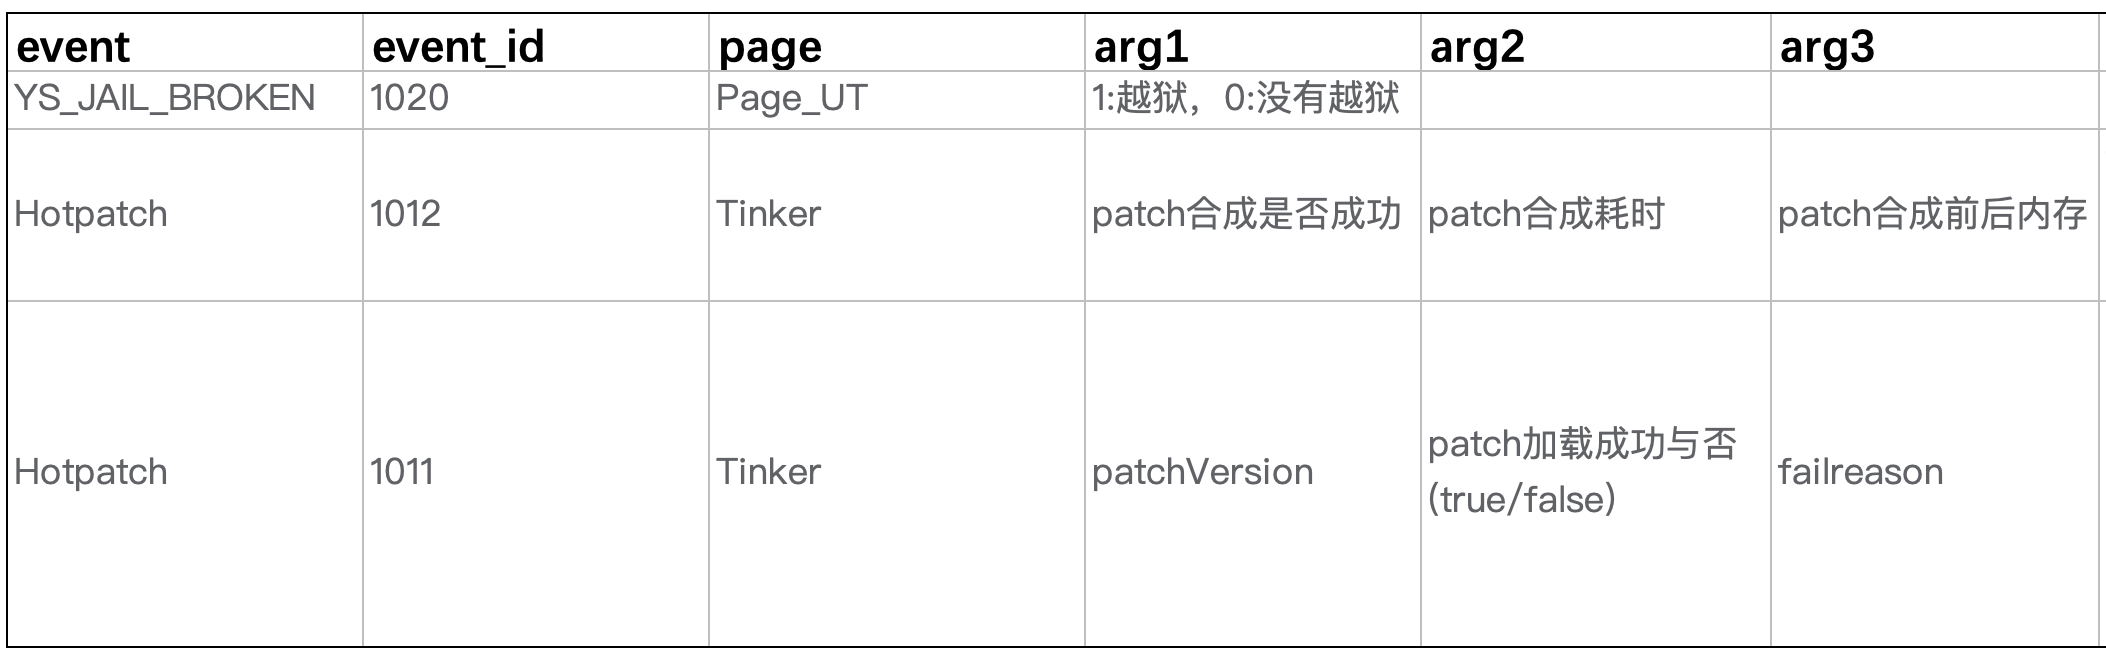 event event_id page arg1 arg2 arg3
YS_JAIL_BROKEN 1020 Page_UT 1:越狱，0:没有越狱
Hotpatch 1012 Tinker patch合成是否成功 patch合成耗时 patch合成前后内存
Hotpatch 1011 Tinker patchVersion patch加载成功与否 failreason
(true/false)